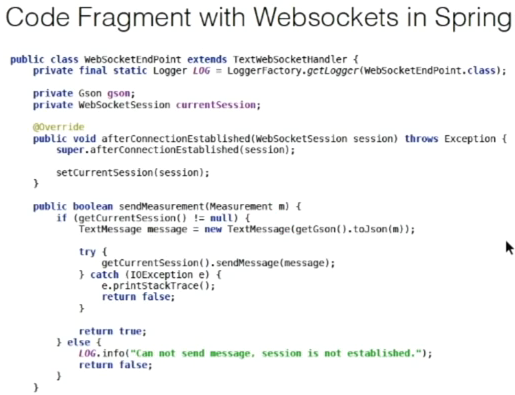 Code Fragment with Websockets in Spring
public class WebSocketEndPoint extends TextWebSocketHandler {
private final static Logger LOG = LoggerFactory.getLogger(WebSocketEndPoint.class);
private Gson gson;
private WebSocketSession currentSession;
@Override
public void afterConnectionEstablished(WebSocketSession session) throws Exception {
super.afterConnectionEstablished(session);
setCurrentSession(session);
}
public boolean sendMeasurement(Measurement m) {
if (getCurrentSession() != null) {
TextMessage message = new TextMessage(getGson().toJson(m));
try {
getCurrentSession().sendMessage(message);
} catch (IOException e) {
e.printStackTrace();
return false;
}
return true;
} else {
LOG.info("Can not send message, session is not established.");
return false;
}
}